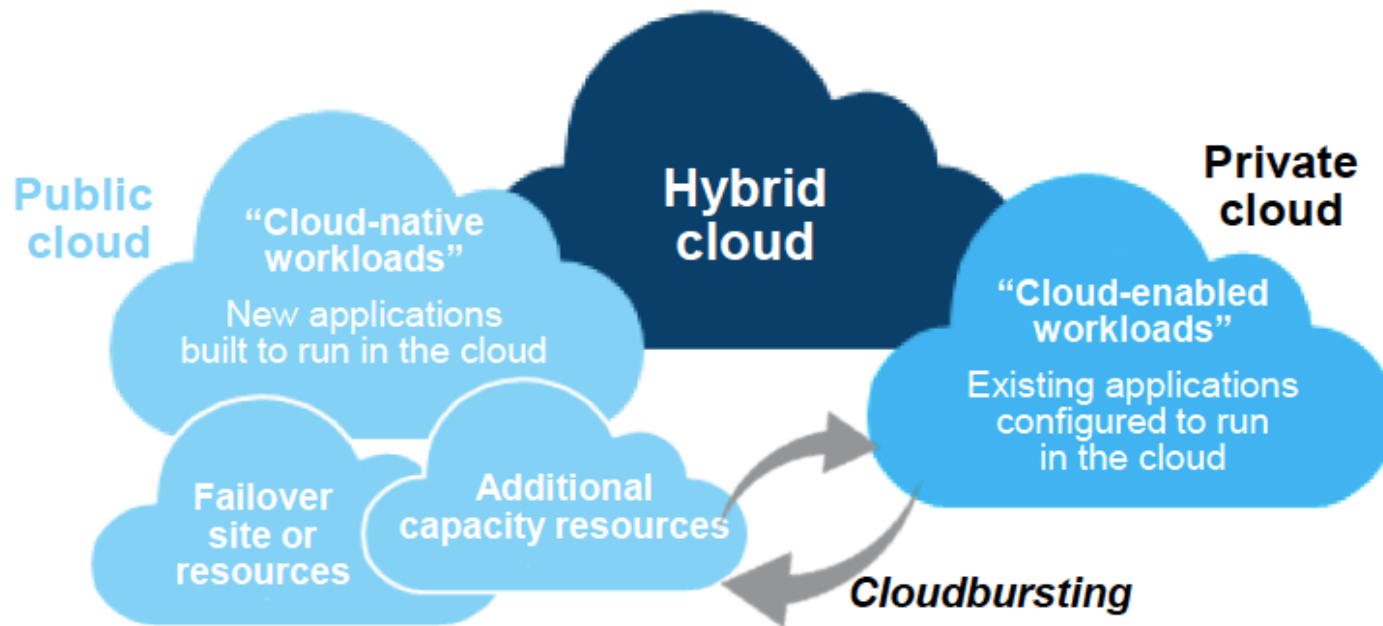 Hybrid
cloud
Public
cloud
“Cloud-native
workloads”
New applications
built to run in the cloud
Private
cloud
“Cloud-enabled
workloads”
Existing applications
configured to run
in the cloud
Failover
site or
resources
Additional
capacity resources
Cloudbursting